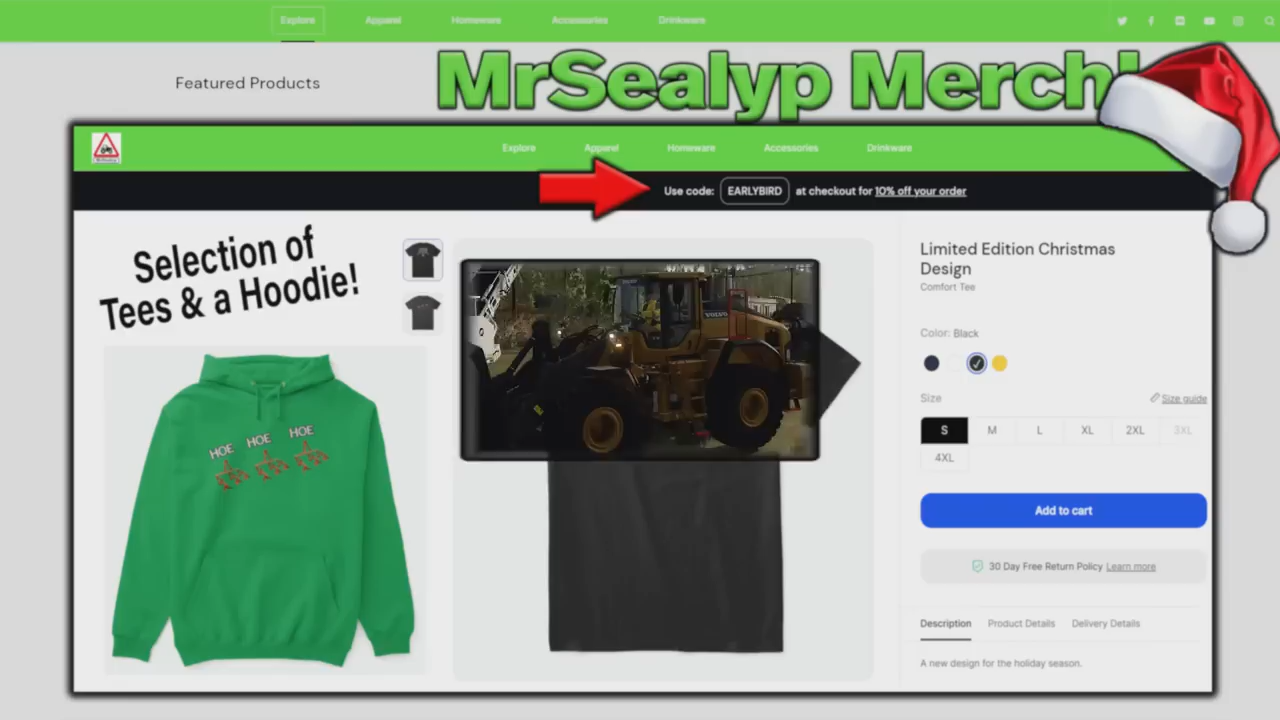 Explore Apparel Homeware Accessories Drinkware
Featured Products
MrSealyp Merch!
Explore Apparel Homeware Accessories Drinkware
Use code: EARLYBIRD at checkout for 10% off your order
Selection of
Tees & a Hoodie!
HOE HOE HOE
VOLVO
Limited Edition Christmas
Design
Comfort Tee
Color: Black
Size
Size guide
S M L XL 2XL 3XL
4XL
Add to cart
30 Day Free Return Policy Learn more
Description Product Details Delivery Details
A new design for the holiday season.